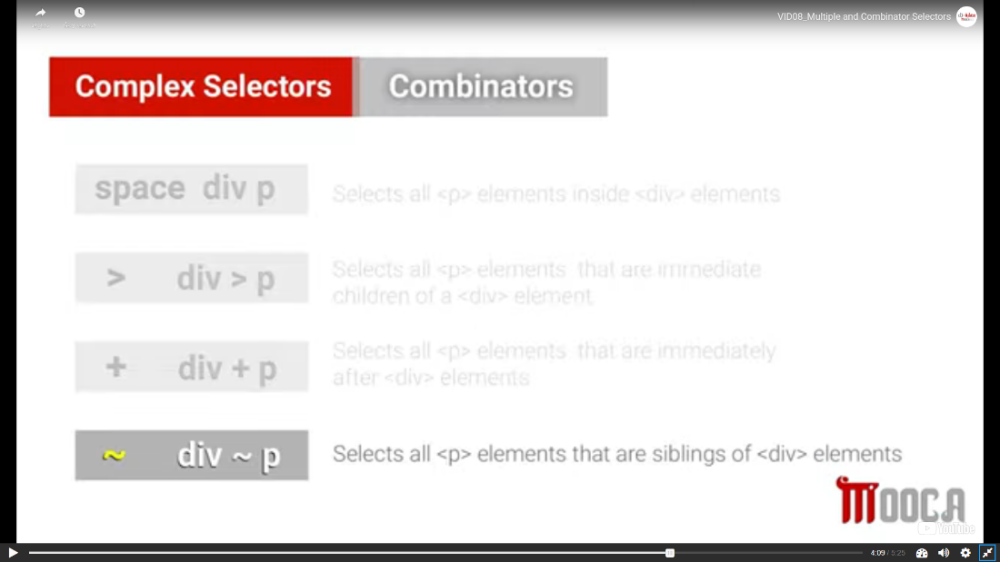 VID08_Multiple and Combinator Selectors
Complex Selectors
Combinators
space div p
Selects all <p> elements inside <div> elements
> div > p
Selects all <p> elements that are immediate
children of a <div> element
+ div + p
Selects all <p> elements that are immediately
after <div> elements
~ div ~ p
Selects all <p> elements that are siblings of <div> elements
MOOCA
YouTube
4:09 / 5:25